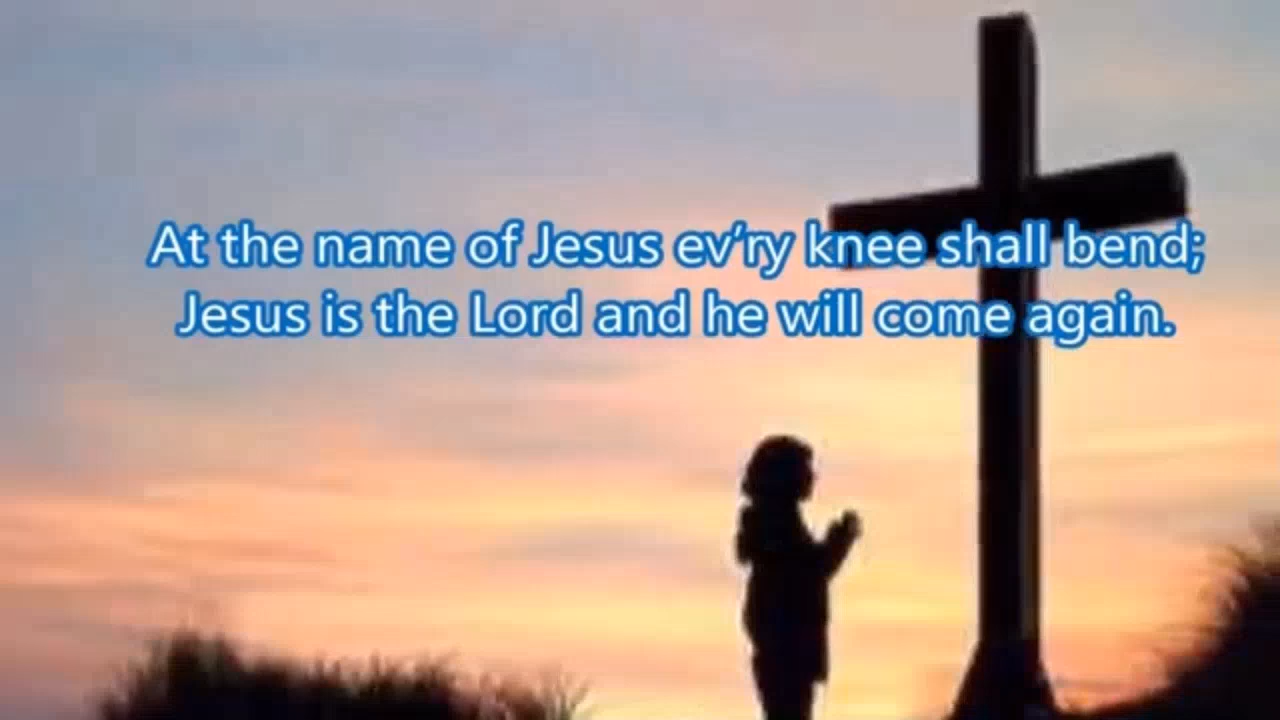 At the name of Jesus ev’ry knee shall bend;
Jesus is the Lord and he will come again.